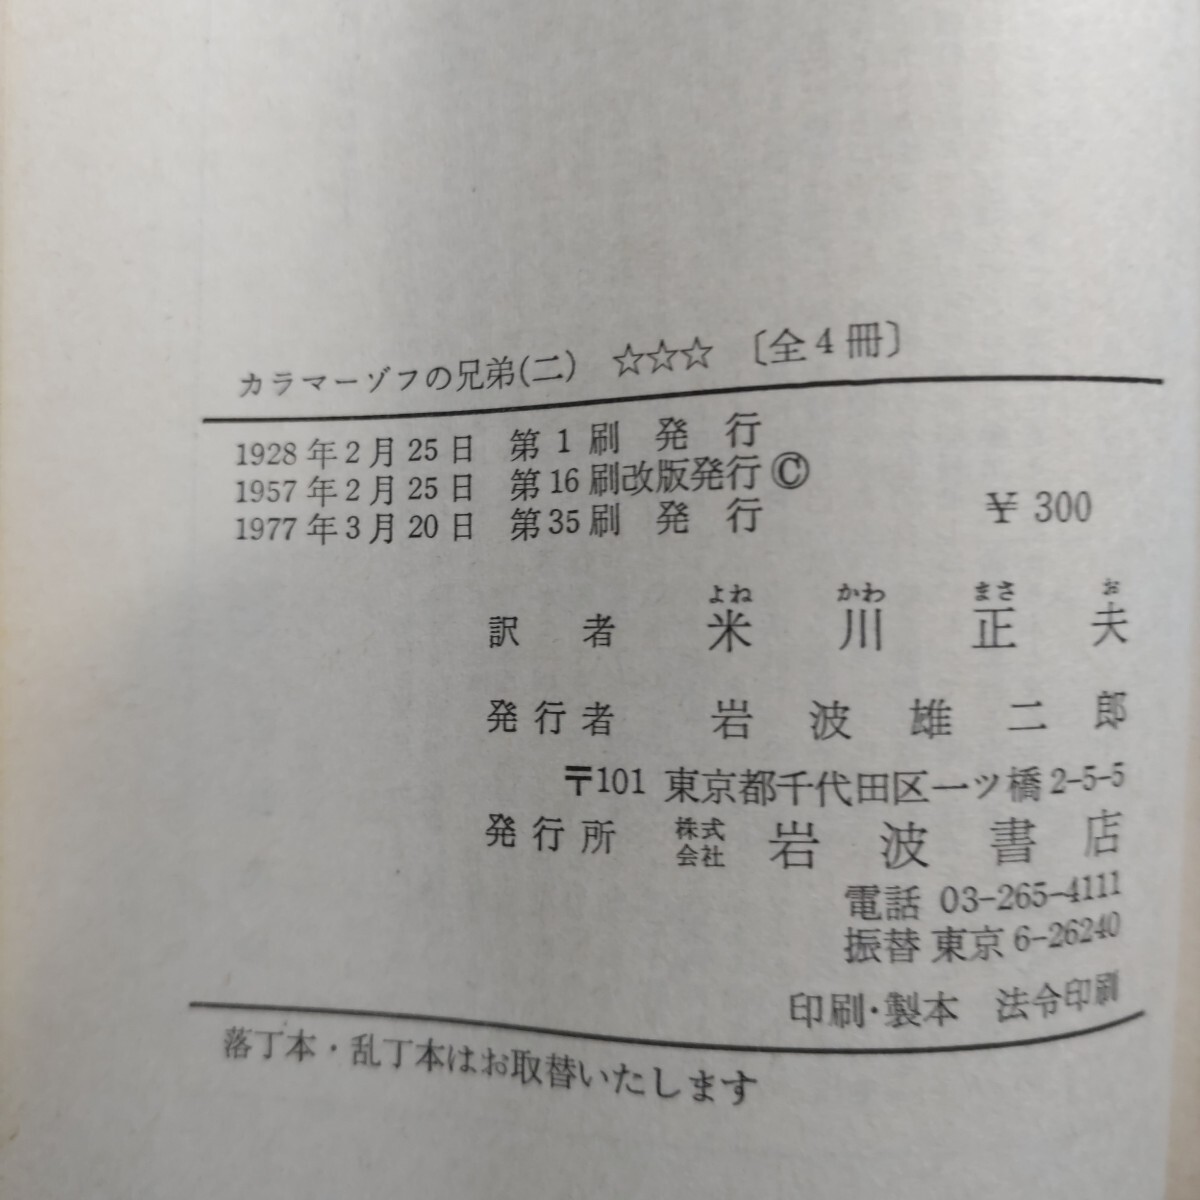 カラマーゾフの兄弟(二) ☆☆☆ 〔全4冊〕
1928年2月25日 第1刷発行
1957年2月25日 第16刷改版発行©
1977年3月20日 第35刷発行
¥300
よね かわ まさ お
訳者 米川正夫
発行者 岩波雄二郎
〒101 東京都千代田区一ツ橋2-5-5
発行所 株式会社 岩波書店
電話 03-265-4111
振替 東京6-26240
印刷・製本 法令印刷
落丁本・乱丁本はお取替いたします